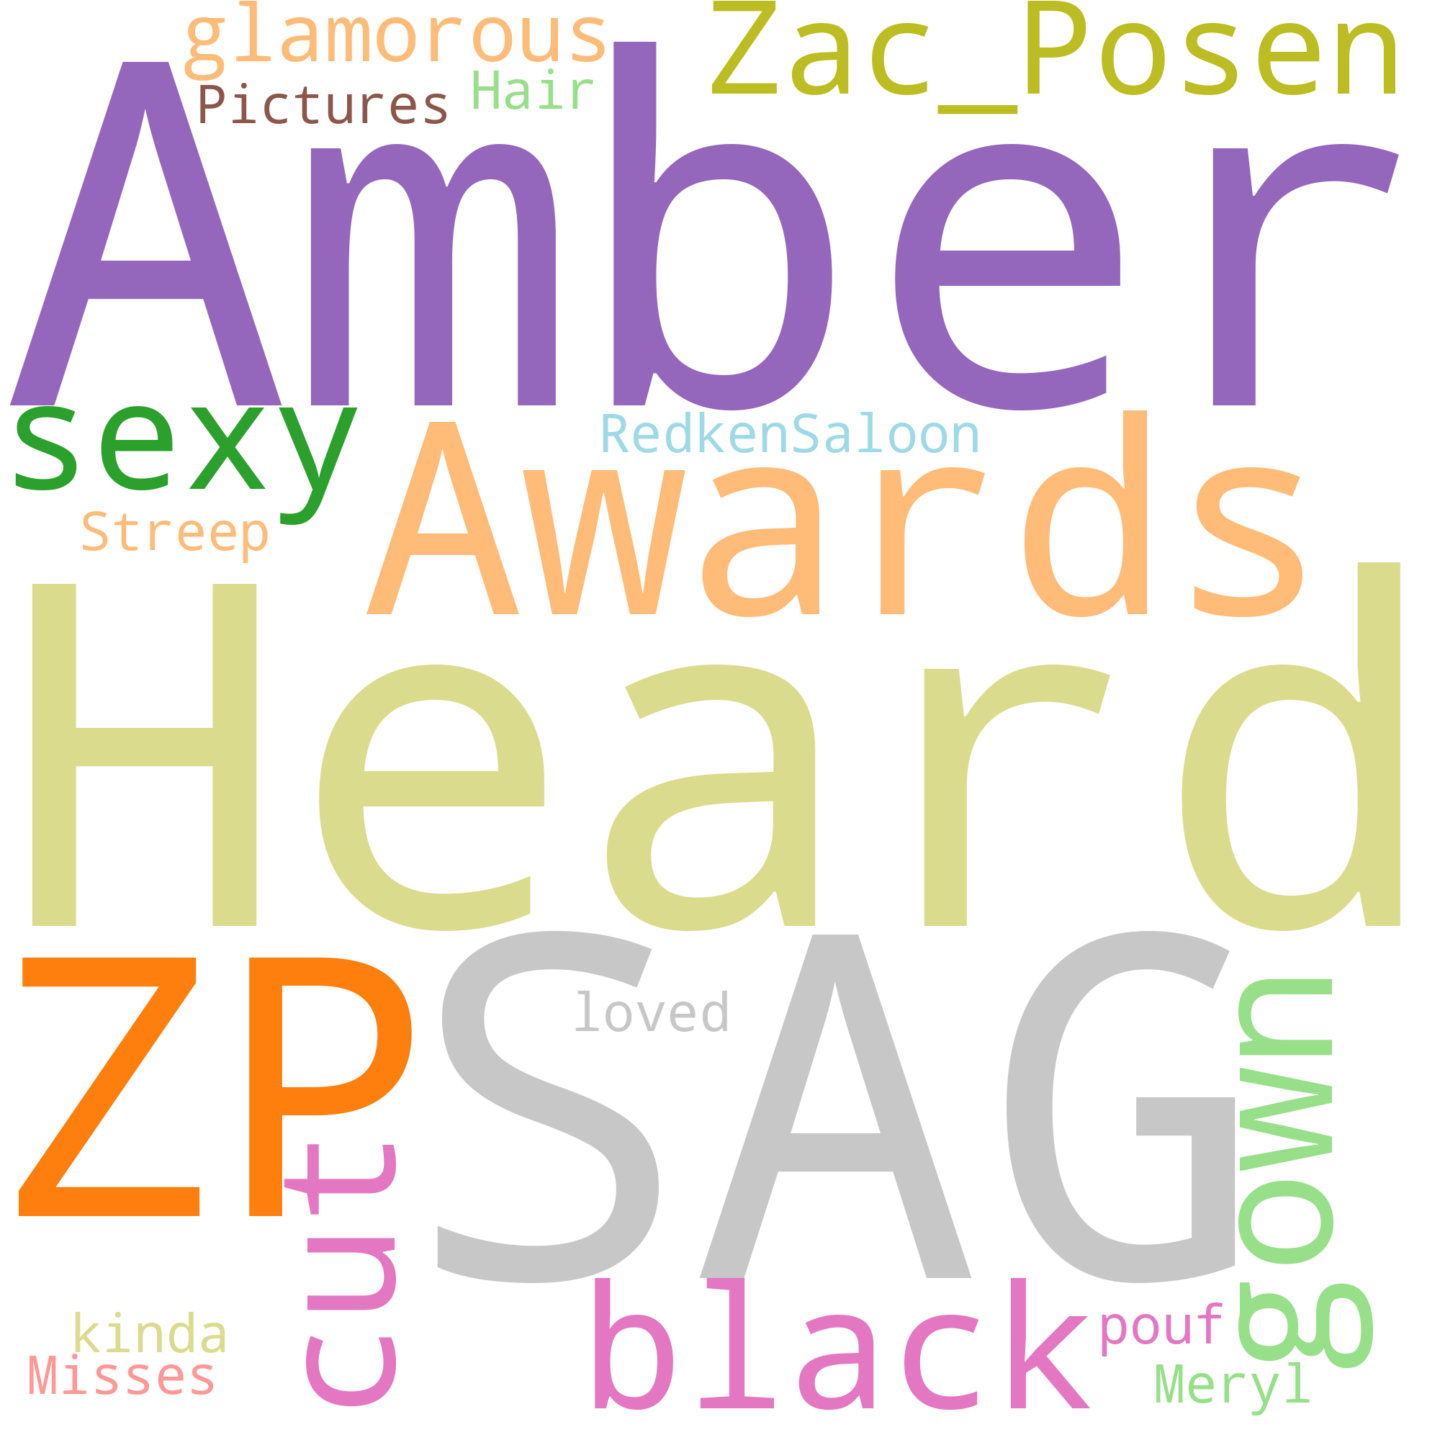 glamorous
Zac_Posen
Pictures
Hair
Amber
sexy
RedkenSaloon
Awards
Streep
Heard
ZP
SAG
loved
gown
cut
black
kinda
pouf
Misses
Meryl